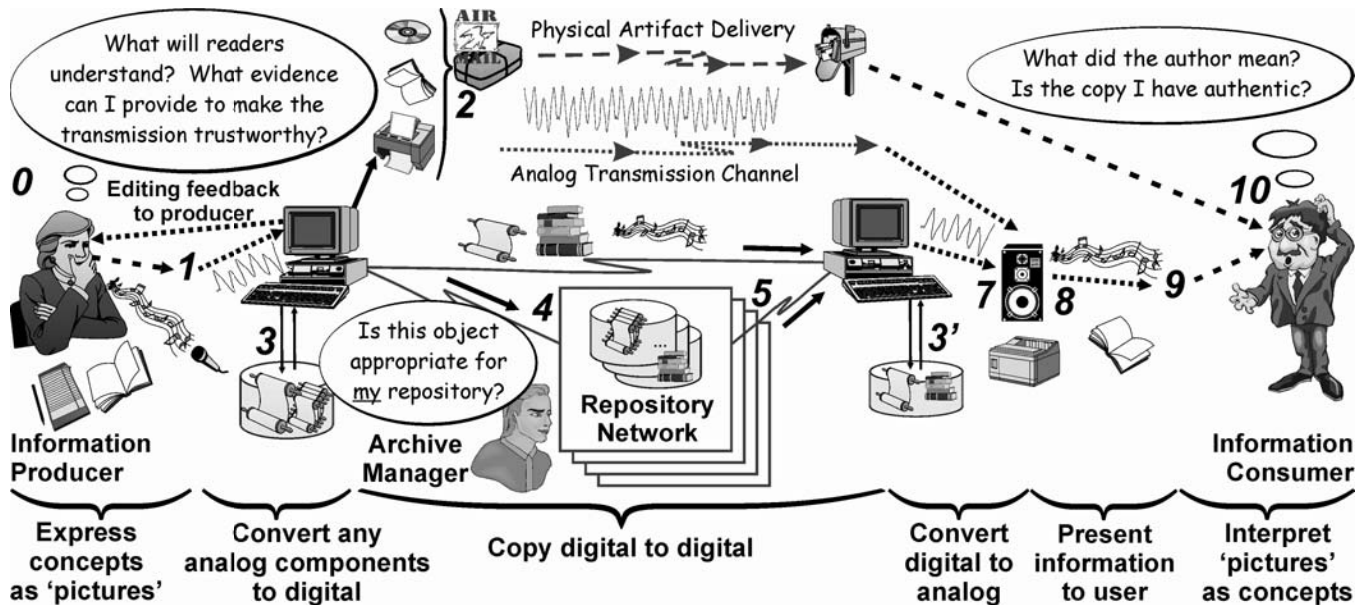 What will readers
understand? What evidence
can I provide to make the
transmission trustworthy?
AIR
MAIL
2
Physical Artifact Delivery
Analog Transmission Channel
What did the author mean?
Is the copy I have authentic?
0
Editing feedback
to producer
1
3
4
Is this object
appropriate for
my repository?
...
Repository
Network
5
3’
7
8
9
10
Information
Producer
Archive
Manager
Information
Consumer
Express
concepts
as ‘pictures’
Convert any
analog components
to digital
Copy digital to digital
Convert
digital to
analog
Present
information
to user
Interpret
‘pictures’
as concepts